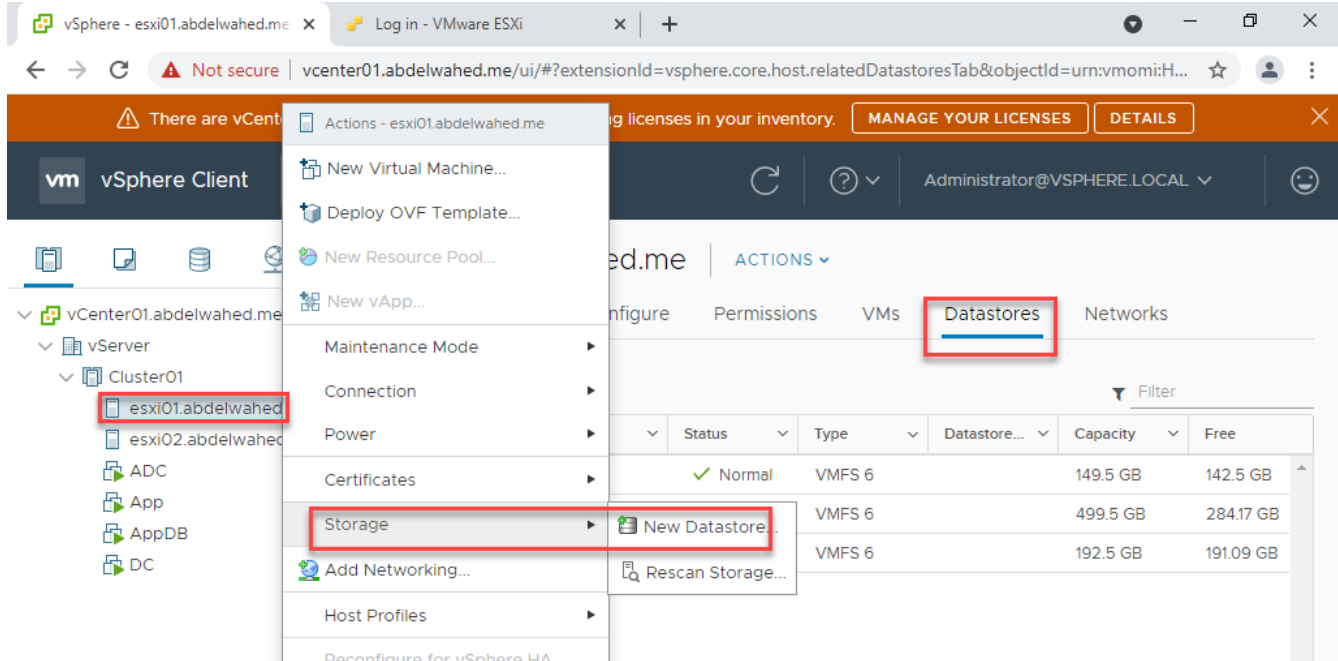 vSphere - esxi01.abdelwahed.me
Log in - VMware ESXi
Not secure | vcenter01.abdelwahed.me/ui/#?extensionId=vsphere.core.host.relatedDatastoresTab&objectId=urn:vmomi:H...
There are vCent
ng licenses in your inventory.
MANAGE YOUR LICENSES
DETAILS
vm vSphere Client
Administrator@VSPHERE.LOCAL
Actions - esxi01.abdelwahed.me
New Virtual Machine...
Deploy OVF Template...
New Resource Pool...
New vApp...
Maintenance Mode
Connection
Power
Certificates
Storage
Add Networking...
Host Profiles
Reconfigure for vSphere HA
New Datastore...
Rescan Storage...
vCenter01.abdelwahed.me
vServer
Cluster01
esxi01.abdelwahed
esxi02.abdelwahed
ADC
App
AppDB
DC
ed.me
ACTIONS
nfigure Permissions VMs Datastores Networks
Filter
Status Type Datastore... Capacity Free
Normal VMFS 6 149.5 GB 142.5 GB
VMFS 6 499.5 GB 284.17 GB
VMFS 6 192.5 GB 191.09 GB